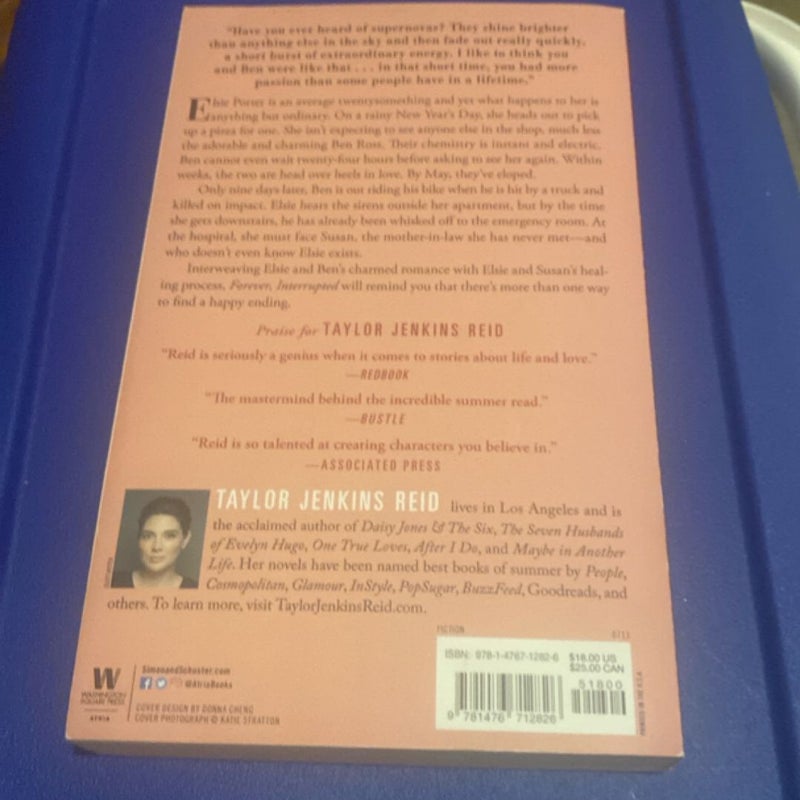 "Have you ever heard of supernovas? They shine brighter
than anything else in the sky and then fade out really quickly,
a short burst of extraordinary energy. I like to think you
and Ben were like that . . . in that short time, you had more
passion than some people have in a lifetime."
Elsie Porter is an average twentysomething and yet what happens to her is
anything but ordinary. On a rainy New Year's Day, she heads out to pick
up a pizza for one. She isn't expecting to see anyone else in the shop, much less
the adorable and charming Ben Ross. Their chemistry is instant and electric.
Ben cannot even wait twenty-four hours before asking to see her again. Within
weeks, the two are head over heels in love. By May, they've eloped.
Only nine days later, Ben is out riding his bike when he is hit by a truck and
killed on impact. Elsie hears the sirens outside her apartment, but by the time
she gets downstairs, he has already been whisked off to the emergency room. At
the hospital, she must face Susan, the mother-in-law she has never met—and
who doesn't even know Elsie exists.
Interweaving Elsie and Ben's charmed romance with Elsie and Susan's heal-
ing process, Forever, Interrupted will remind you that there's more than one way
to find a happy ending.
Praise for TAYLOR JENKINS REID
"Reid is seriously a genius when it comes to stories about life and love."
—REDBOOK
"The mastermind behind the incredible summer read."
—BUSTLE
"Reid is so talented at creating characters you believe in."
—ASSOCIATED PRESS
TAYLOR JENKINS REID lives in Los Angeles and is
the acclaimed author of Daisy Jones & The Six, The Seven Husbands
of Evelyn Hugo, One True Loves, After I Do, and Maybe in Another
Life. Her novels have been named best books of summer by People,
Cosmopolitan, Glamour, InStyle, PopSugar, BuzzFeed, Goodreads, and
others. To learn more, visit TaylorJenkinsReid.com.
FICTION 0713
ISBN: 978-1-4767-1282-6 $18.00 US
$25.00 CAN
51800
9 781476 712826
PRINTED IN THE U.S.A.
W
WASHINGTON
SQUARE PRESS
ATRIA
SimonandSchuster.com
@AtriaBooks
COVER DESIGN BY DONNA CHENG
COVER PHOTOGRAPH © KATIE STRATTON